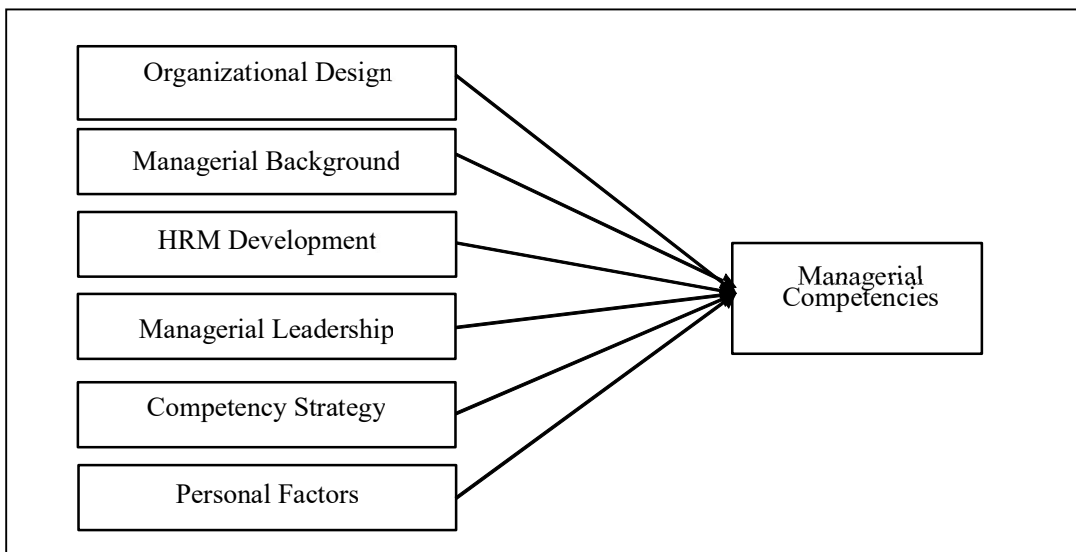 Organizational Design
Managerial Background
HRM Development
Managerial Leadership
Competency Strategy
Personal Factors
Managerial
Competencies